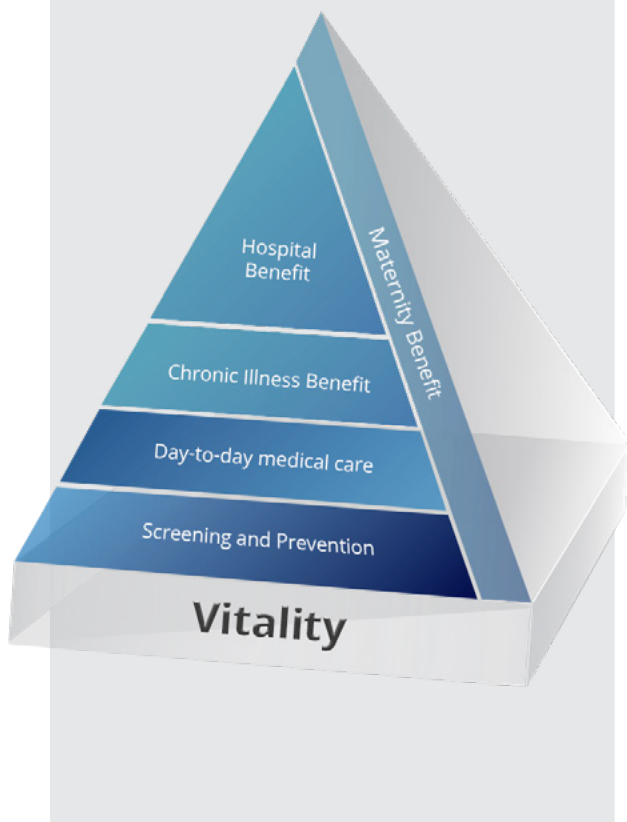 Hospital
Benefit
Maternity Benefit
Chronic Illness Benefit
Day-to-day medical care
Screening and Prevention
Vitality